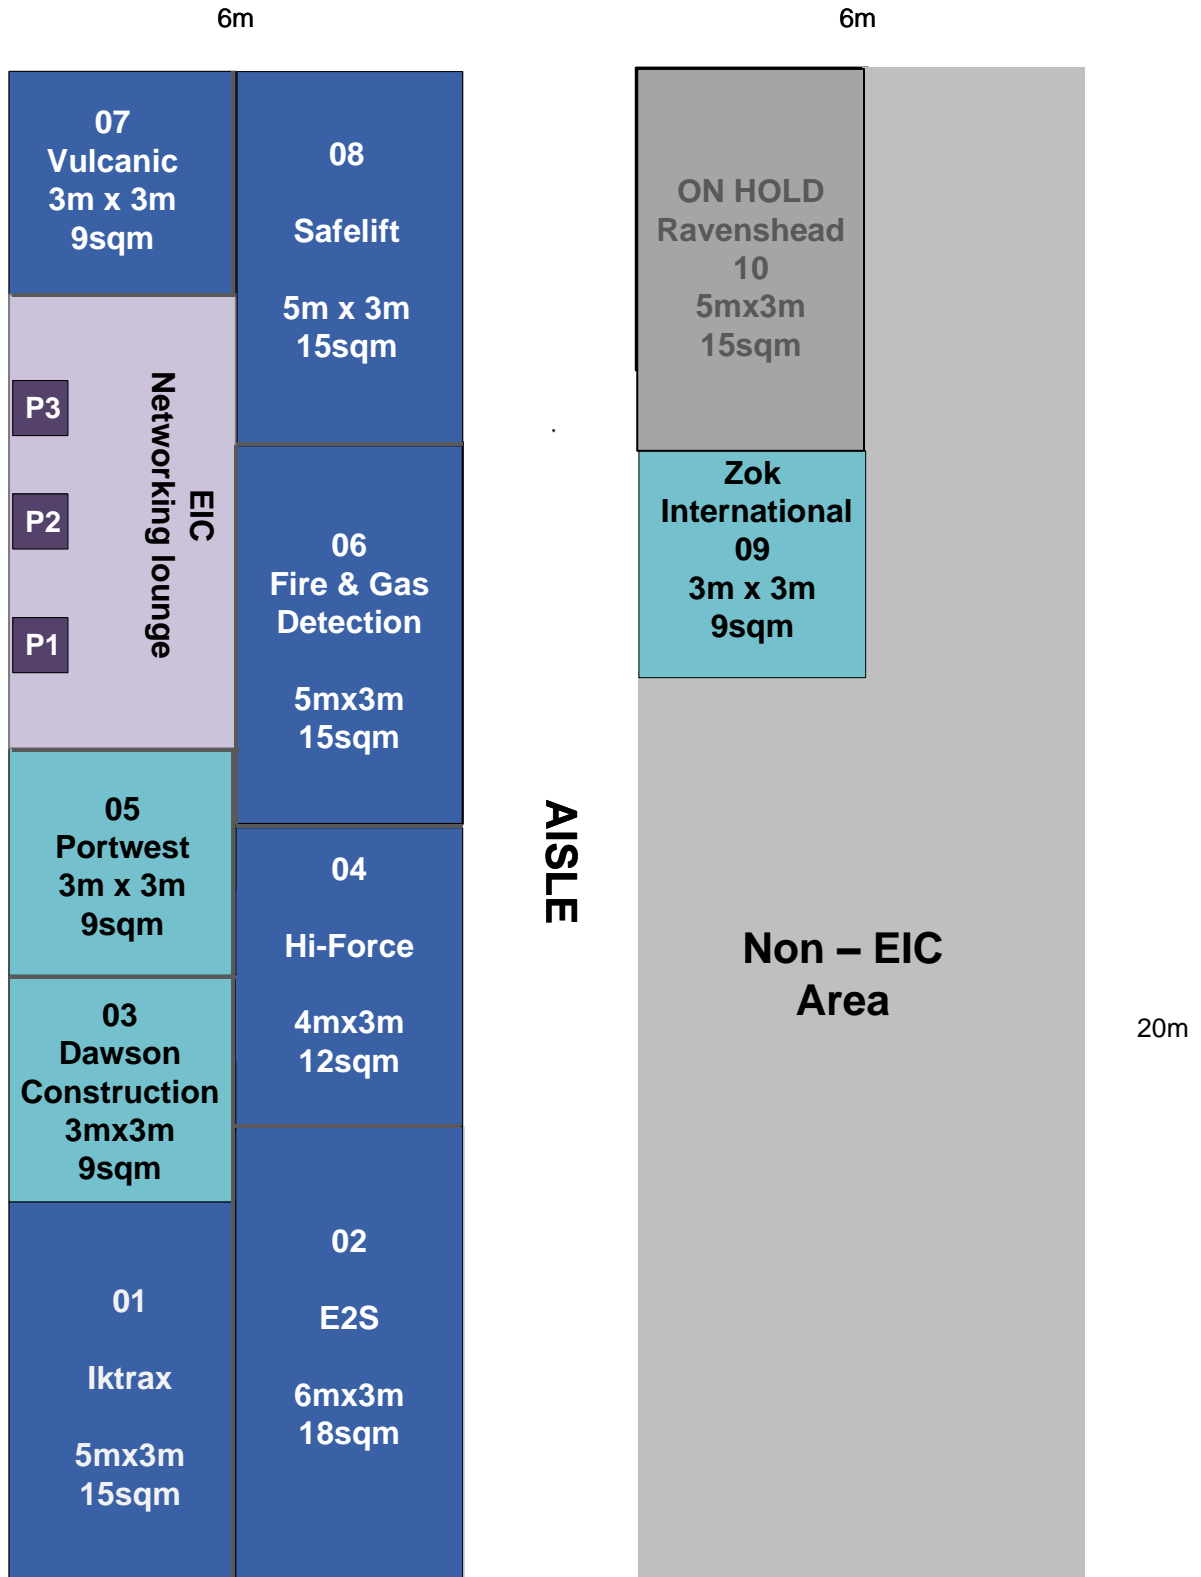 6m
6m
07
Vulcanic
3m x 3m
9sqm
08
Safelift
5m x 3m
15sqm
ON HOLD
Ravenshead
10
5mx3m
15sqm
P3
P2
P1
EIC
Networking lounge
06
Fire & Gas
Detection
5mx3m
15sqm
Zok
International
09
3m x 3m
9sqm
05
Portwest
3m x 3m
9sqm
04
Hi-Force
4mx3m
12sqm
AISLE
Non – EIC
Area
20m
03
Dawson
Construction
3mx3m
9sqm
01
Iktrax
5mx3m
15sqm
02
E2S
6mx3m
18sqm